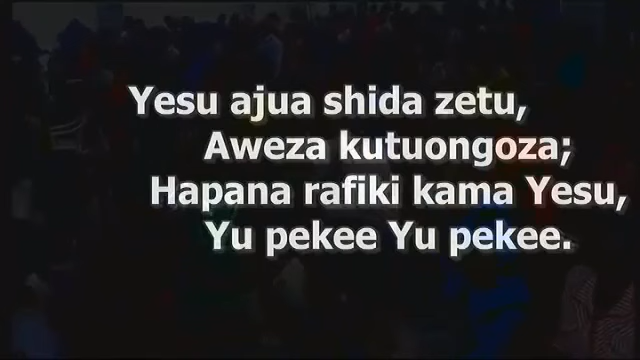 Yesu ajua shida zetu,
Aweza kutuongoza;
Hapana rafiki kama Yesu,
Yu pekee Yu pekee.